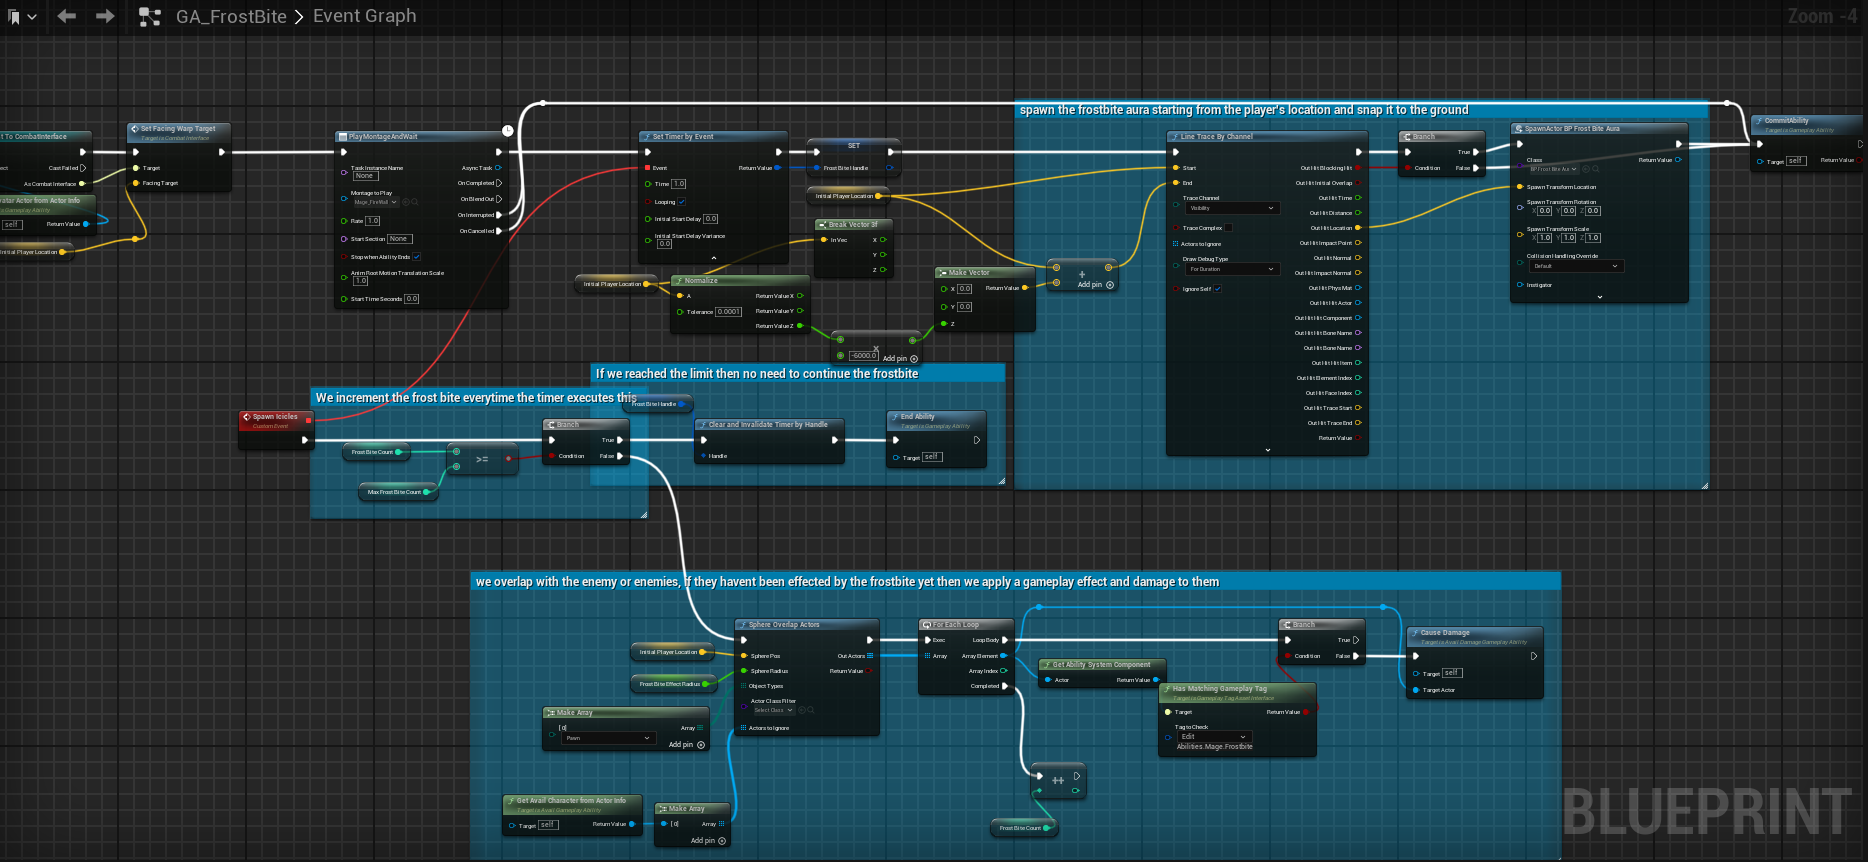 GA_FrostBite > Event Graph
Zoom -4
t To CombatInterface
Cast Failed
ect
As Combat Interface
vatar Actor from Actor Info
Gameplay Ability
self
Return Value
Initial Player Location
Set Facing Warp Target
Target is Combat Interface
Target
Facing Target
PlayMontageAndWait
Task Instance Name
None
Async Task
On Completed
Montage to Play
Mage_FireWall
On Blend Out
On Interrupted
Rate 1.0
On Cancelled
Start Section None
Stop when Ability Ends
Anim Root Motion Translation Scale
1.0
Start Time Seconds 0.0
Set Timer by Event
Event
Return Value
Time 1.0
Looping
Initial Start Delay 0.0
Initial Start Delay Variance
0.0
SET
Frost Bite Handle
Initial Player Location
Break Vector 3f
In Vec
X
Y
Z
Initial Player Location
Normalize
A
Return Value X
Tolerance 0.0001
Return Value Y
Return Value Z
x
-6000.0
Add pin
Make Vector
X 0.0
Return Value
Y 0.0
Z
+
Add pin
spawn the frostbite aura starting from the player's location and snap it to the ground
Line Trace By Channel
Start
Out Hit Blocking Hit
End
Out Hit Initial Overlap
Trace Channel
Visibility
Out Hit Time
Out Hit Distance
Trace Complex
Out Hit Location
Actors to Ignore
Out Hit Impact Point
Draw Debug Type
For Duration
Out Hit Normal
Out Hit Impact Normal
Ignore Self
Out Hit Phys Mat
Out Hit Hit Actor
Out Hit Hit Component
Out Hit Hit Bone Name
Out Hit Bone Name
Out Hit Hit Item
Out Hit Element Index
Out Hit Face Index
Out Hit Trace Start
Out Hit Trace End
Return Value
Branch
True
Condition
False
SpawnActor BP Frost Bite Aura
Class
BP Frost Bite Aur
Return Value
Spawn Transform Location
Spawn Transform Rotation
X 0.0 Y 0.0 Z 0.0
Spawn Transform Scale
X 1.0 Y 1.0 Z 1.0
Collision Handling Override
Default
Instigator
CommitAbility
Target is Gameplay Ability
Target self
Return Value
If we reached the limit then no need to continue the frostbite
We increment the frost bite everytime the timer executes this
Spawn Icicles
Custom Event
Frost Bite Count
Max Frost Bite Count
>=
Branch
True
Condition
False
Frost Bite Handle
Clear and Invalidate Timer by Handle
Handle
End Ability
Target is Gameplay Ability
Target self
we overlap with the enemy or enemies, if they havent been effected by the frostbite yet then we apply a gameplay effect and damage to them
Initial Player Location
Frost Bite Effect Radius
Make Array
[0]
Pawn
Array
Add pin
Get Avail Character from Actor Info
Target is Avail Gameplay Ability
Target self
Return Value
Make Array
[0]
Array
Add pin
Sphere Overlap Actors
Sphere Pos
Out Actors
Sphere Radius
Return Value
Object Types
Actor Class Filter
Select Class
Actors to Ignore
For Each Loop
Exec
Loop Body
Array
Array Element
Array Index
Completed
Get Ability System Component
Actor
Return Value
Has Matching Gameplay Tag
Target is Gameplay Tag Asset Interface
Target
Return Value
Tag to Check
Edit
Abilities.Mage.Frostbite
++
Frost Bite Count
Branch
True
Condition
False
Cause Damage
Target is Avail Damage Gameplay Ability
Target self
Target Actor
BLUEPRINT